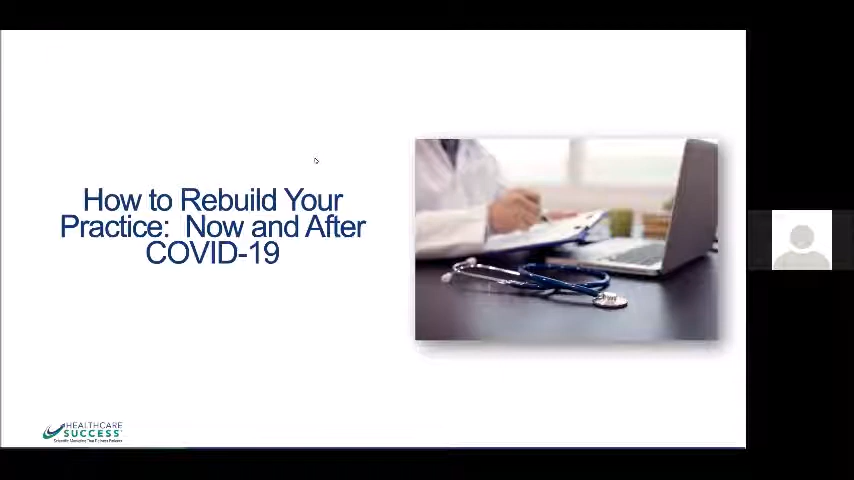 How to Rebuild Your
Practice:  Now and After
COVID-19
HEALTHCARE
SUCCESS